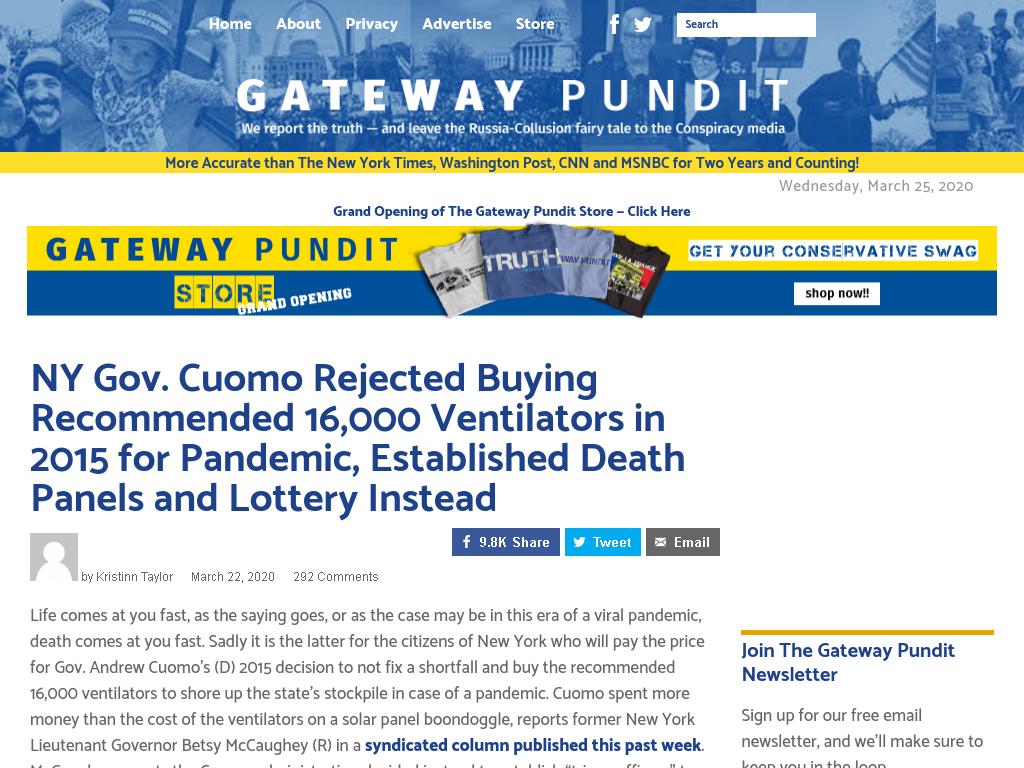 Home About Privacy Advertise Store Search
GATEWAY PUNDIT
We report the truth — and leave the Russia-Collusion fairy tale to the Conspiracy media
More Accurate than The New York Times, Washington Post, CNN and MSNBC for Two Years and Counting!
Wednesday, March 25, 2020
Grand Opening of The Gateway Pundit Store – Click Here
GATEWAY PUNDIT
STORE
GRAND OPENING
TRUTH
WAY PUNDIT
GET YOUR CONSERVATIVE SWAG
shop now!!
NY Gov. Cuomo Rejected Buying
Recommended 16,000 Ventilators in
2015 for Pandemic, Established Death
Panels and Lottery Instead
9.8K Share Tweet Email
by Kristinn Taylor March 22, 2020 292 Comments
Life comes at you fast, as the saying goes, or as the case may be in this era of a viral pandemic,
death comes at you fast. Sadly it is the latter for the citizens of New York who will pay the price
for Gov. Andrew Cuomo's (D) 2015 decision to not fix a shortfall and buy the recommended
16,000 ventilators to shore up the state's stockpile in case of a pandemic. Cuomo spent more
money than the cost of the ventilators on a solar panel boondoggle, reports former New York
Lieutenant Governor Betsy McCaughey (R) in a syndicated column published this past week.
Join The Gateway Pundit
Newsletter
Sign up for our free email
newsletter, and we'll make sure to
keep you in the loop.